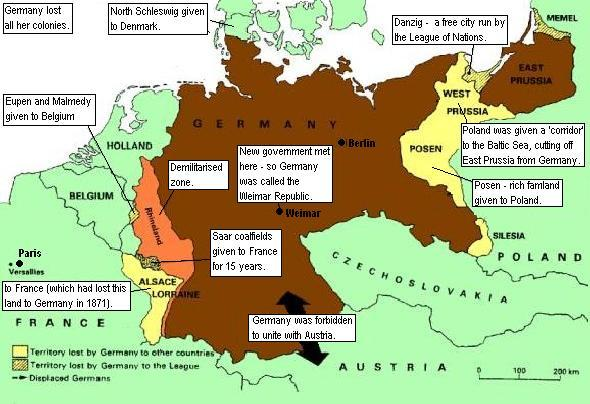 Germany lost
all her colonies.
North Schleswig given
to Denmark.
Danzig - a free city run by
the League of Nations.
MEMEL
EAST
PRUSSIA
WEST
PRUSSIA
Eupen and Malmedy
given to Belgium
GERMANY
HOLLAND
Berlin
POSEN
Poland was given a 'corridor'
to the Baltic Sea, cutting off
East Prussia from Germany.
Demilitarised
zone.
New government met
here - so Germany
was called the
Weimar Republic.
Posen - rich famland
given to Poland.
BELGIUM
Rhineland
Weimar
SILESIA
POLAND
Saar coalfields
given to France
for 15 years.
Paris
Versallies
CZECHOSLOVAKIA
ALSACE
LORRAINE
to France (which had lost this
land to Germany in 1871).
FRANCE
Germany was forbidden
to unite with Austria.
AUSTRIA
Territory lost by Germany to other countries
Territory lost by Germany to the League
Displaced Germans
0 100 200 km